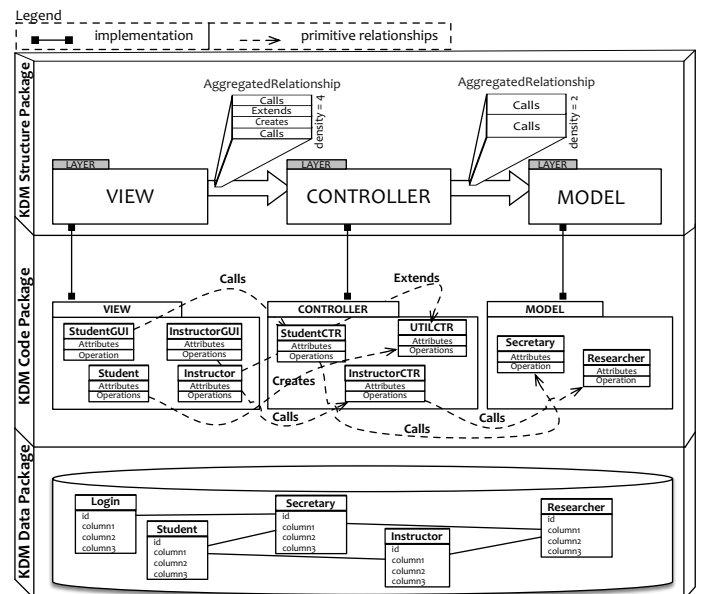 Legend
implementation
primitive relationships
KDM Structure Package
AggregatedRelationship
Calls
Extends
Creates
Calls
density = 4
AggregatedRelationship
Calls
Calls
density = 2
LAYER
VIEW
LAYER
CONTROLLER
LAYER
MODEL
KDM Code Package
Calls
Extends
VIEW
StudentGUI
Attributes
Operation
InstructorGUI
Attributes
Operations
Student
Attributes
Operations
Instructor
Attributes
Operations
CONTROLLER
StudentCTR
Attributes
Operations
UTILCTR
Attributes
Operations
InstructorCTR
Attributes
Operations
Creates
Calls
MODEL
Secretary
Attributes
Operation
Researcher
Attributes
Operation
Calls
Calls
KDM Data Package
Login
id
column1
column2
column3
Student
id
column1
column2
column3
Secretary
id
column1
column2
column3
Instructor
id
column1
column2
column3
Researcher
id
column1
column2
column3